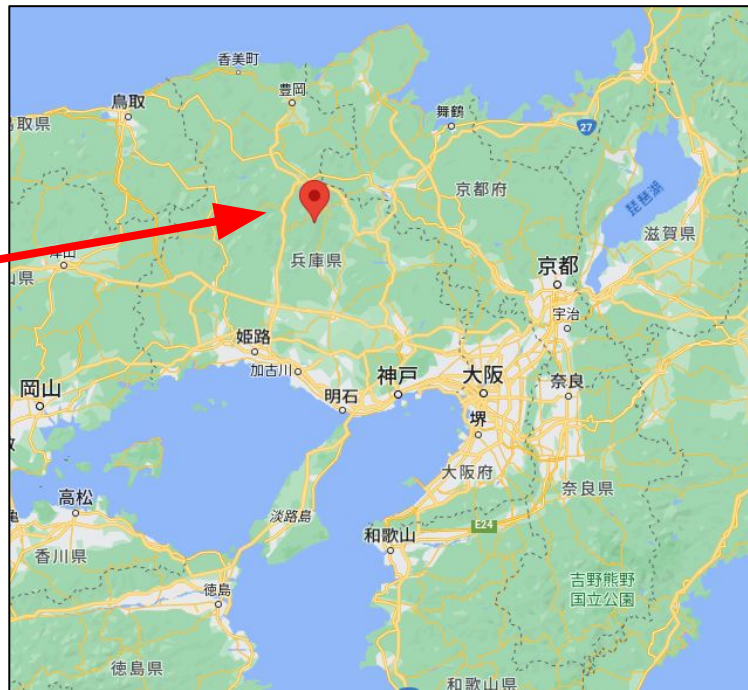 香美町
豊岡
鳥取
舞鶴
鳥取県
27
京都府
琵琶湖
滋賀県
兵庫県
京都
宇治
姫路
加古川
岡山
明石
神戸
大阪
奈良
堺
大阪府
高松
奈良県
淡路島
E24
和歌山
香川県
徳島
吉野熊野
国立公園
徳島県
和歌山県